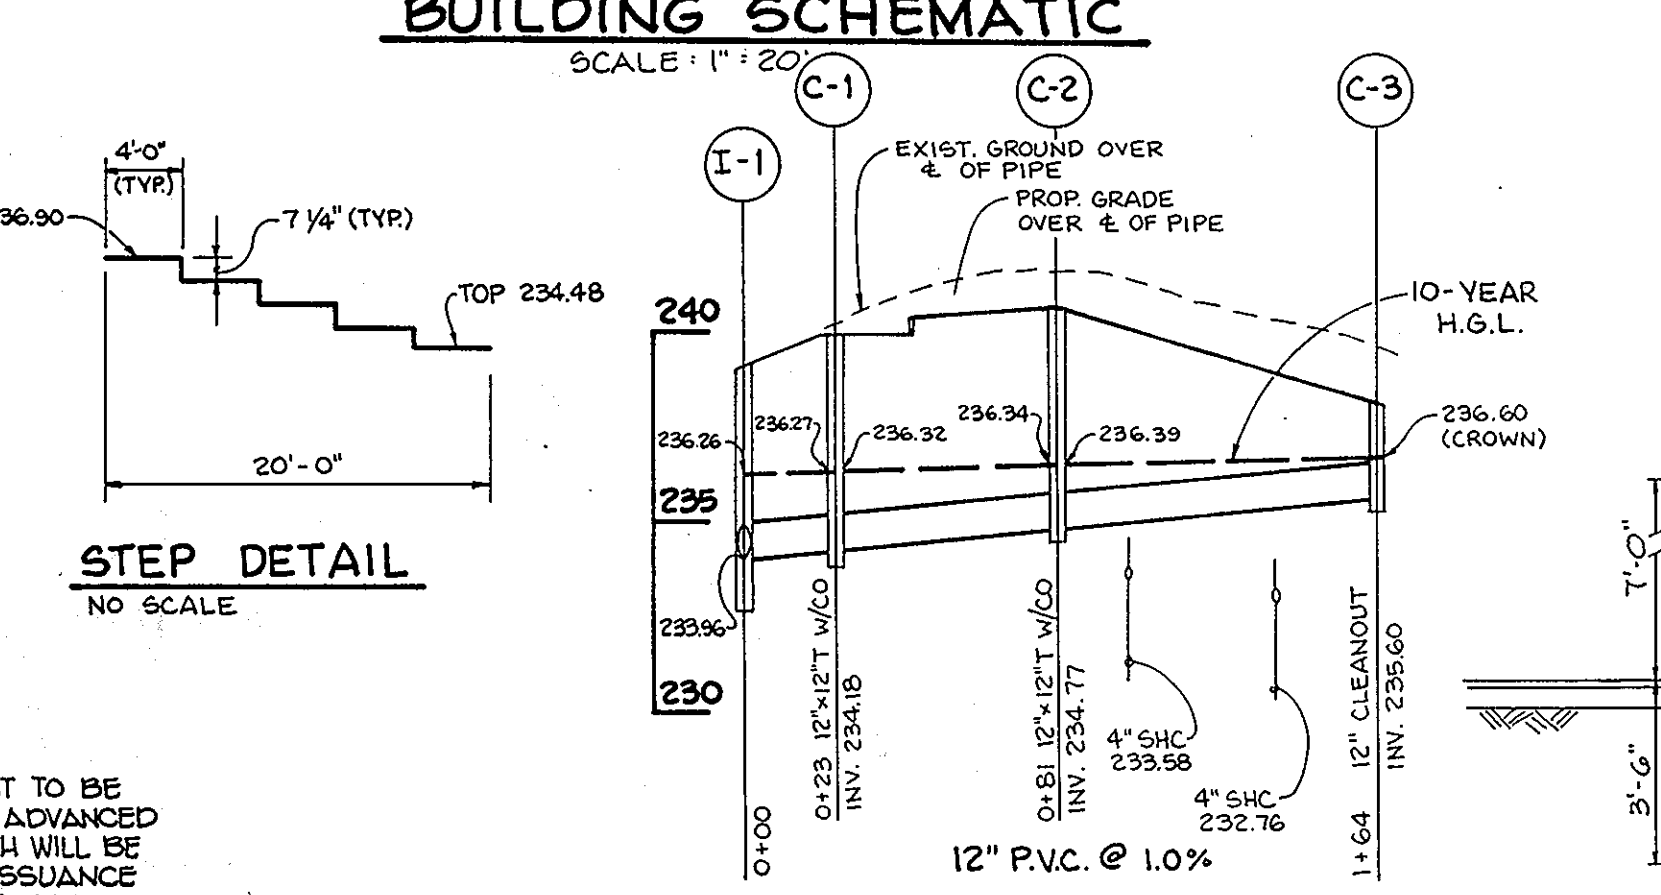 BUILDING SCHEMATIC
SCALE : 1" = 20'
4'-0"
(TYP.)
36.90
7 1/4" (TYP.)
TOP 234.48
20'-0"
STEP DETAIL
NO SCALE
T TO BE
ADVANCED
H WILL BE
SSUANCE
I-1
C-1
C-2
C-3
EXIST. GROUND OVER
℄ OF PIPE
PROP. GRADE
OVER ℄ OF PIPE
10-YEAR
H.G.L.
240
235
230
236.26
236.27
236.32
236.34
236.39
236.60
(CROWN)
233.96
0+00
0+23 12"x12"T W/CO
INV. 234.18
0+81 12"x12"T W/CO
INV. 234.77
4" SHC
233.58
4" SHC
232.76
1+64 12" CLEANOUT
INV. 235.60
12" P.V.C. @ 1.0%
7'-0"
3'-6"